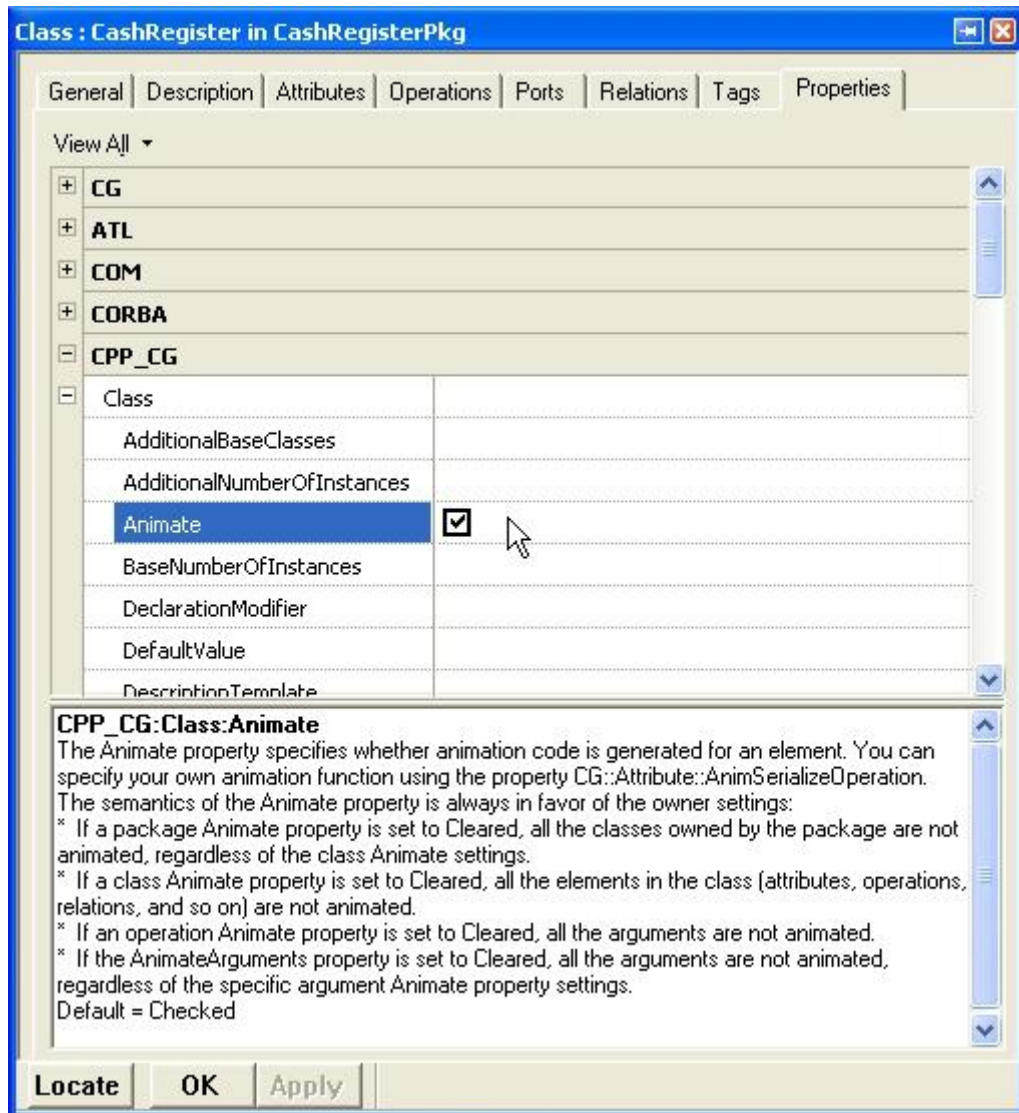 Class : CashRegister in CashRegisterPkg
General Description Attributes Operations Ports Relations Tags Properties
View All
CG
ATL
COM
CORBA
CPP_CG
Class
AdditionalBaseClasses
AdditionalNumberOfInstances
Animate
BaseNumberOfInstances
DeclarationModifier
DefaultValue
DescriptionTemplate
CPP_CG:Class:Animate
The Animate property specifies whether animation code is generated for an element. You can
specify your own animation function using the property CG::Attribute::AnimSerializeOperation.
The semantics of the Animate property is always in favor of the owner settings:
* If a package Animate property is set to Cleared, all the classes owned by the package are not
animated, regardless of the class Animate settings.
* If a class Animate property is set to Cleared, all the elements in the class (attributes, operations,
relations, and so on) are not animated.
* If an operation Animate property is set to Cleared, all the arguments are not animated.
* If the AnimateArguments property is set to Cleared, all the arguments are not animated,
regardless of the specific argument Animate property settings.
Default = Checked
Locate OK Apply